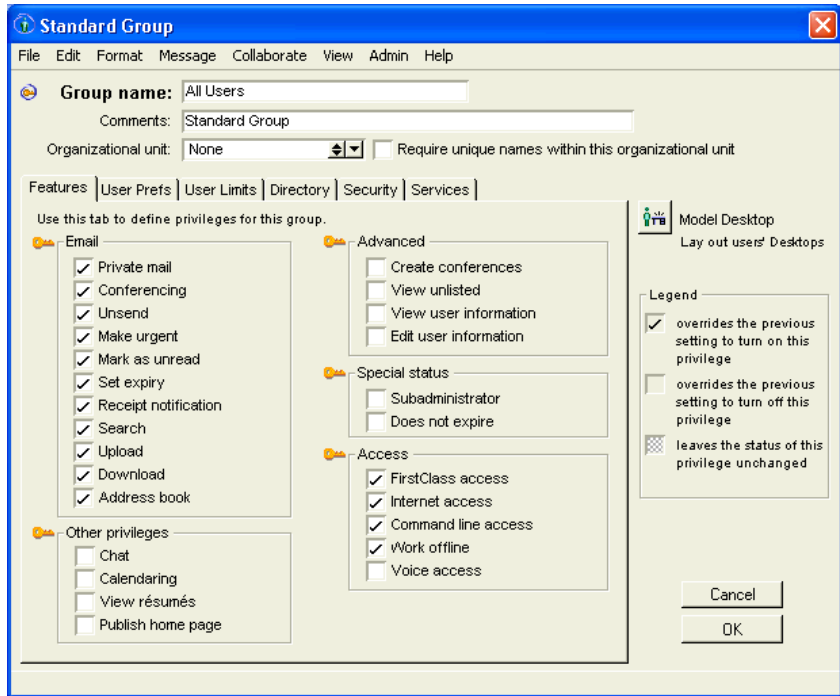 Standard Group
File Edit Format Message Collaborate View Admin Help
Group name: All Users
Comments: Standard Group
Organizational unit: None Require unique names within this organizational unit
Features User Prefs User Limits Directory Security Services
Use this tab to define privileges for this group.
Email
Private mail
Conferencing
Unsend
Make urgent
Mark as unread
Set expiry
Receipt notification
Search
Upload
Download
Address book
Other privileges
Chat
Calendaring
View résumés
Publish home page
Advanced
Create conferences
View unlisted
View user information
Edit user information
Special status
Subadministrator
Does not expire
Access
FirstClass access
Internet access
Command line access
Work offline
Voice access
Model Desktop
Lay out users' Desktops
Legend
overrides the previous
setting to turn on this
privilege
overrides the previous
setting to turn off this
privilege
leaves the status of this
privilege unchanged
Cancel
OK